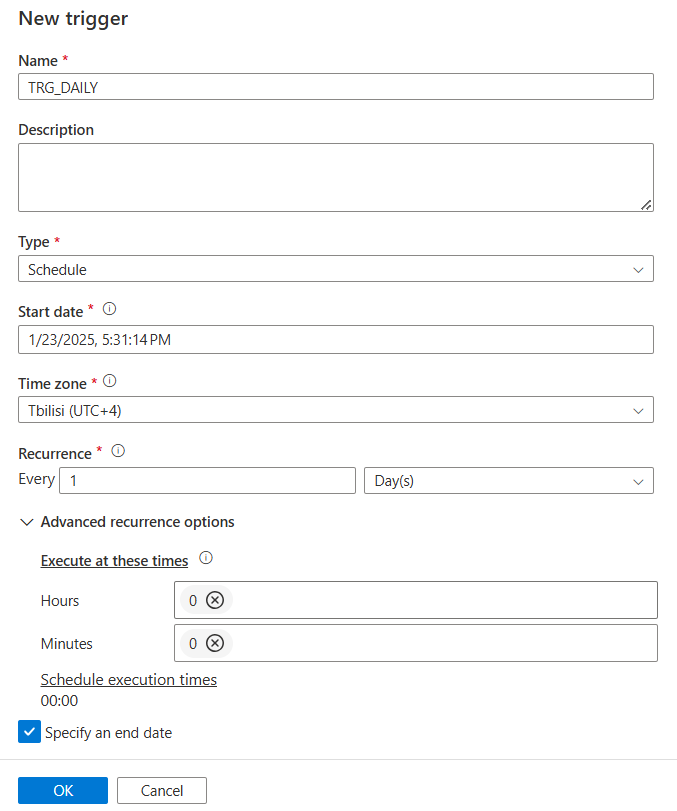 New trigger
Name *
TRG_DAILY
Description
Type *
Schedule
Start date *
1/23/2025, 5:31:14 PM
Time zone *
Tbilisi (UTC+4)
Recurrence *
Every 1 Day(s)
Advanced recurrence options
Execute at these times
Hours 0
Minutes 0
Schedule execution times
00:00
Specify an end date
OK Cancel